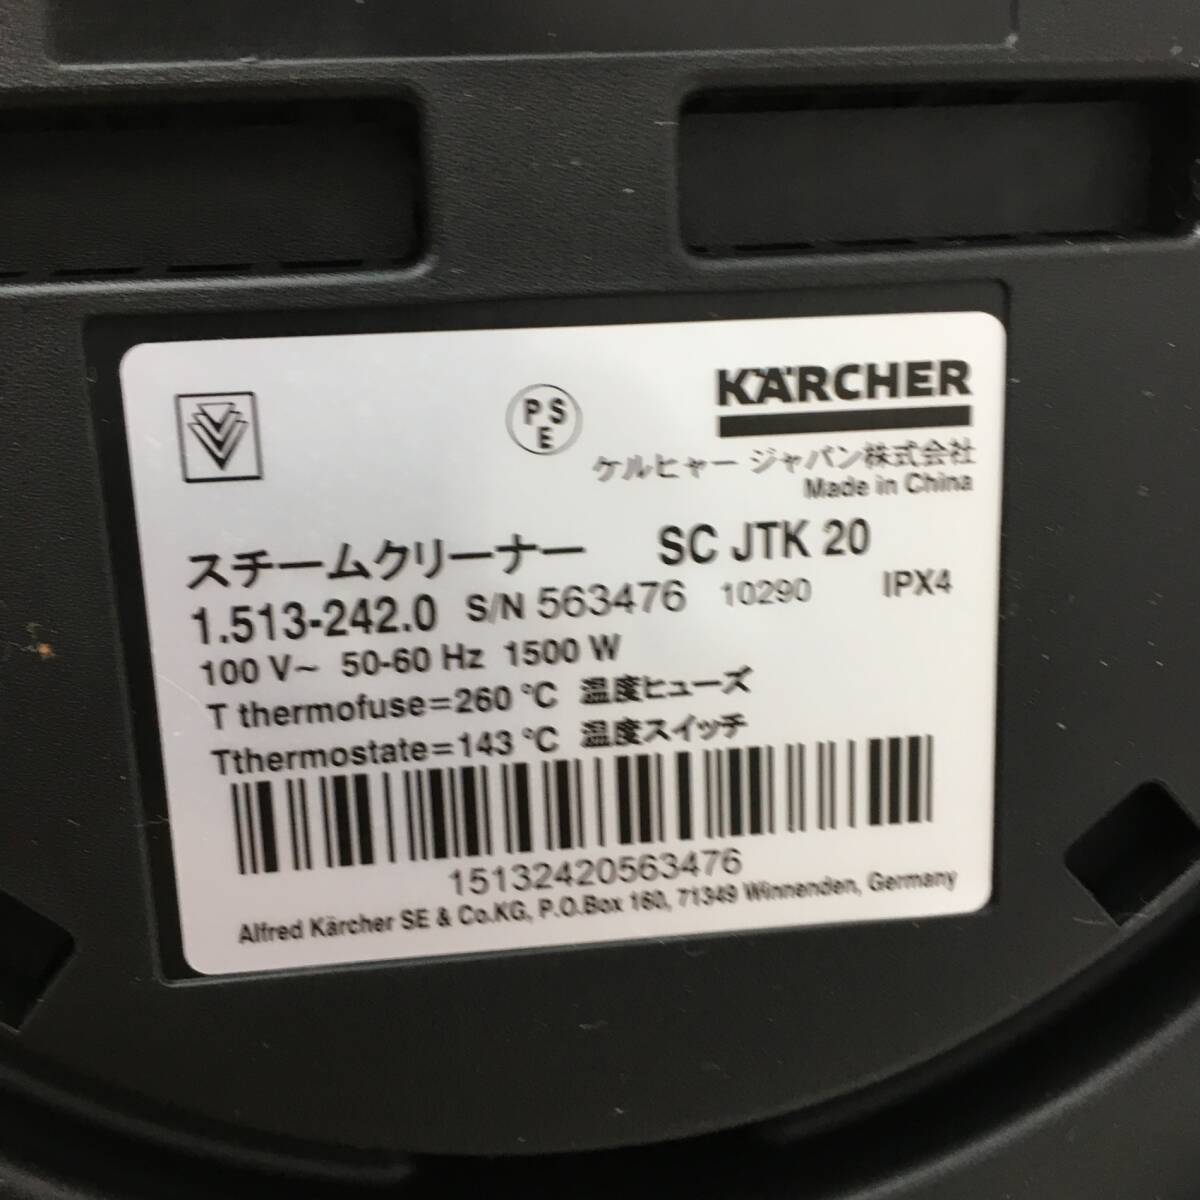 PSE
KÄRCHER
ケルヒャー ジャパン株式会社
Made in China
スチームクリーナー SC JTK 20
1.513-242.0 S/N 563476 10290 IPX4
100 V~ 50-60 Hz 1500 W
T thermofuse=260 °C 温度ヒューズ
Tthermostate=143 °C 温度スイッチ
15132420563476
Alfred Kärcher SE & Co.KG, P.O.Box 160, 71349 Winnenden, Germany